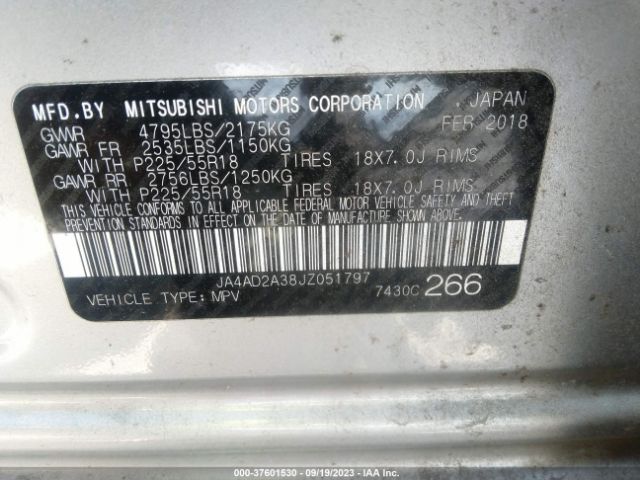 MFD.BY MITSUBISHI MOTORS CORPORATION . JAPAN
GVWR 4795LBS/2175KG FEB 2018
GAWR FR 2535LBS/1150KG
WITH P225/55R18 TIRES 18X7.0J RIMS
GAWR RR 2756LBS/1250KG
WITH P225/55R18 TIRES 18X7.0J RIMS
THIS VEHICLE CONFORMS TO ALL APPLICABLE FEDERAL MOTOR VEHICLE SAFETY AND THEFT
PREVENTION STANDARDS IN EFFECT ON THE DATE OF MANUFACTURE SHOWN ABOVE.
JA4AD2A38JZ051797
VEHICLE TYPE: MPV 7430C 266
000-37601530 - 09/19/2023 - IAA Inc.